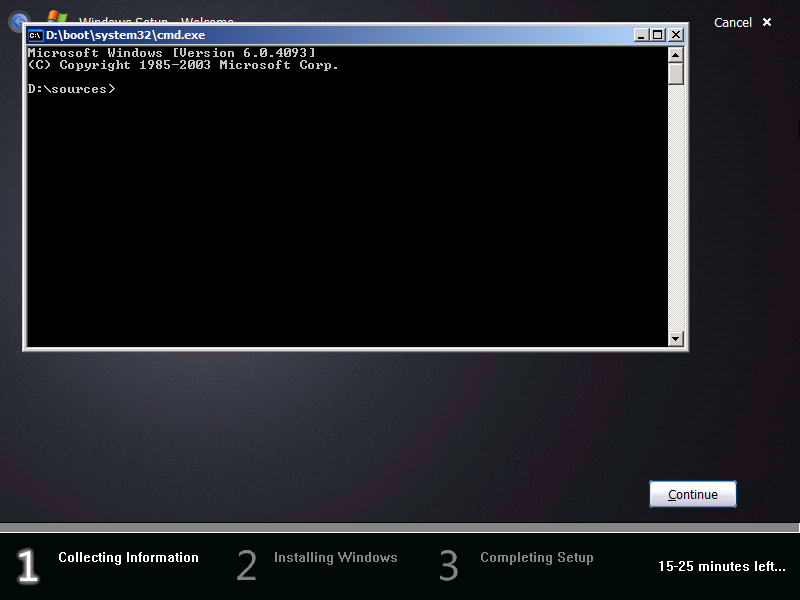 Windows Setup - Welcome
Cancel
D:\boot\system32\cmd.exe
Microsoft Windows [Version 6.0.4093]
(C) Copyright 1985-2003 Microsoft Corp.
D:\sources>
Continue
1 Collecting Information
2 Installing Windows
3 Completing Setup
15-25 minutes left...